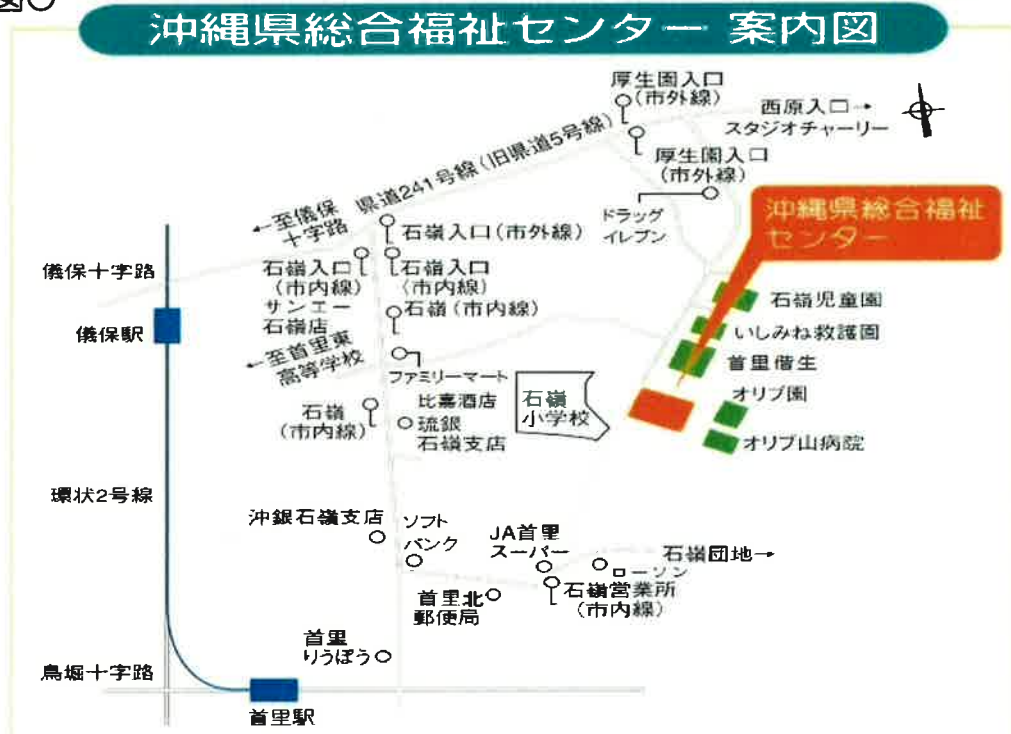 図〇
沖縄県総合福祉センター 案内図
厚生園入口
(市外線)
西原入口→
スタジオチャーリー
厚生園入口
(市外線)
県道241号線(旧県道5号線)
ドラッグ
イレブン
沖縄県総合福祉
センター
←至儀保
十字路
石嶺入口(市外線)
儀保十字路
石嶺入口
(市内線)
石嶺入口
(市内線)
サンエー
石嶺店
石嶺(市内線)
石嶺児童園
儀保駅
いしみね救護園
←至首里東
高等学校
首里偕生
ファミリーマート
石嶺
小学校
オリブ園
石嶺
(市内線)
比嘉酒店
琉銀
石嶺支店
オリブ山病院
環状2号線
沖銀石嶺支店
ソフト
バンク
JA首里
スーパー
石嶺団地→
ローソン
首里北
郵便局
石嶺営業所
(市内線)
首里
りうぼう
鳥堀十字路
首里駅